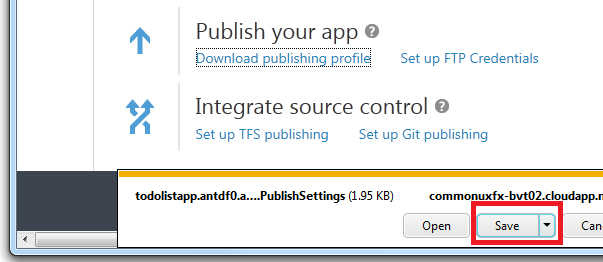 Publish your app ?
Download publishing profile Set up FTP Credentials
Integrate source control ?
Set up TFS publishing Set up Git publishing
todolistapp.antdf0.a....PublishSettings (1.95 KB) commonuxfx-bvt02.cloudapp.n
Open Save Can